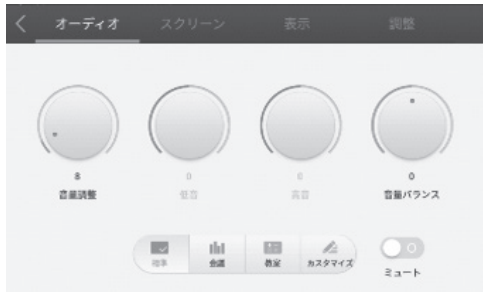 オーディオ
スクリーン
表示
調整
8
音量調整
0
低音
0
高音
0
音量バランス
標準
会議
教室
カスタマイズ
ミュート